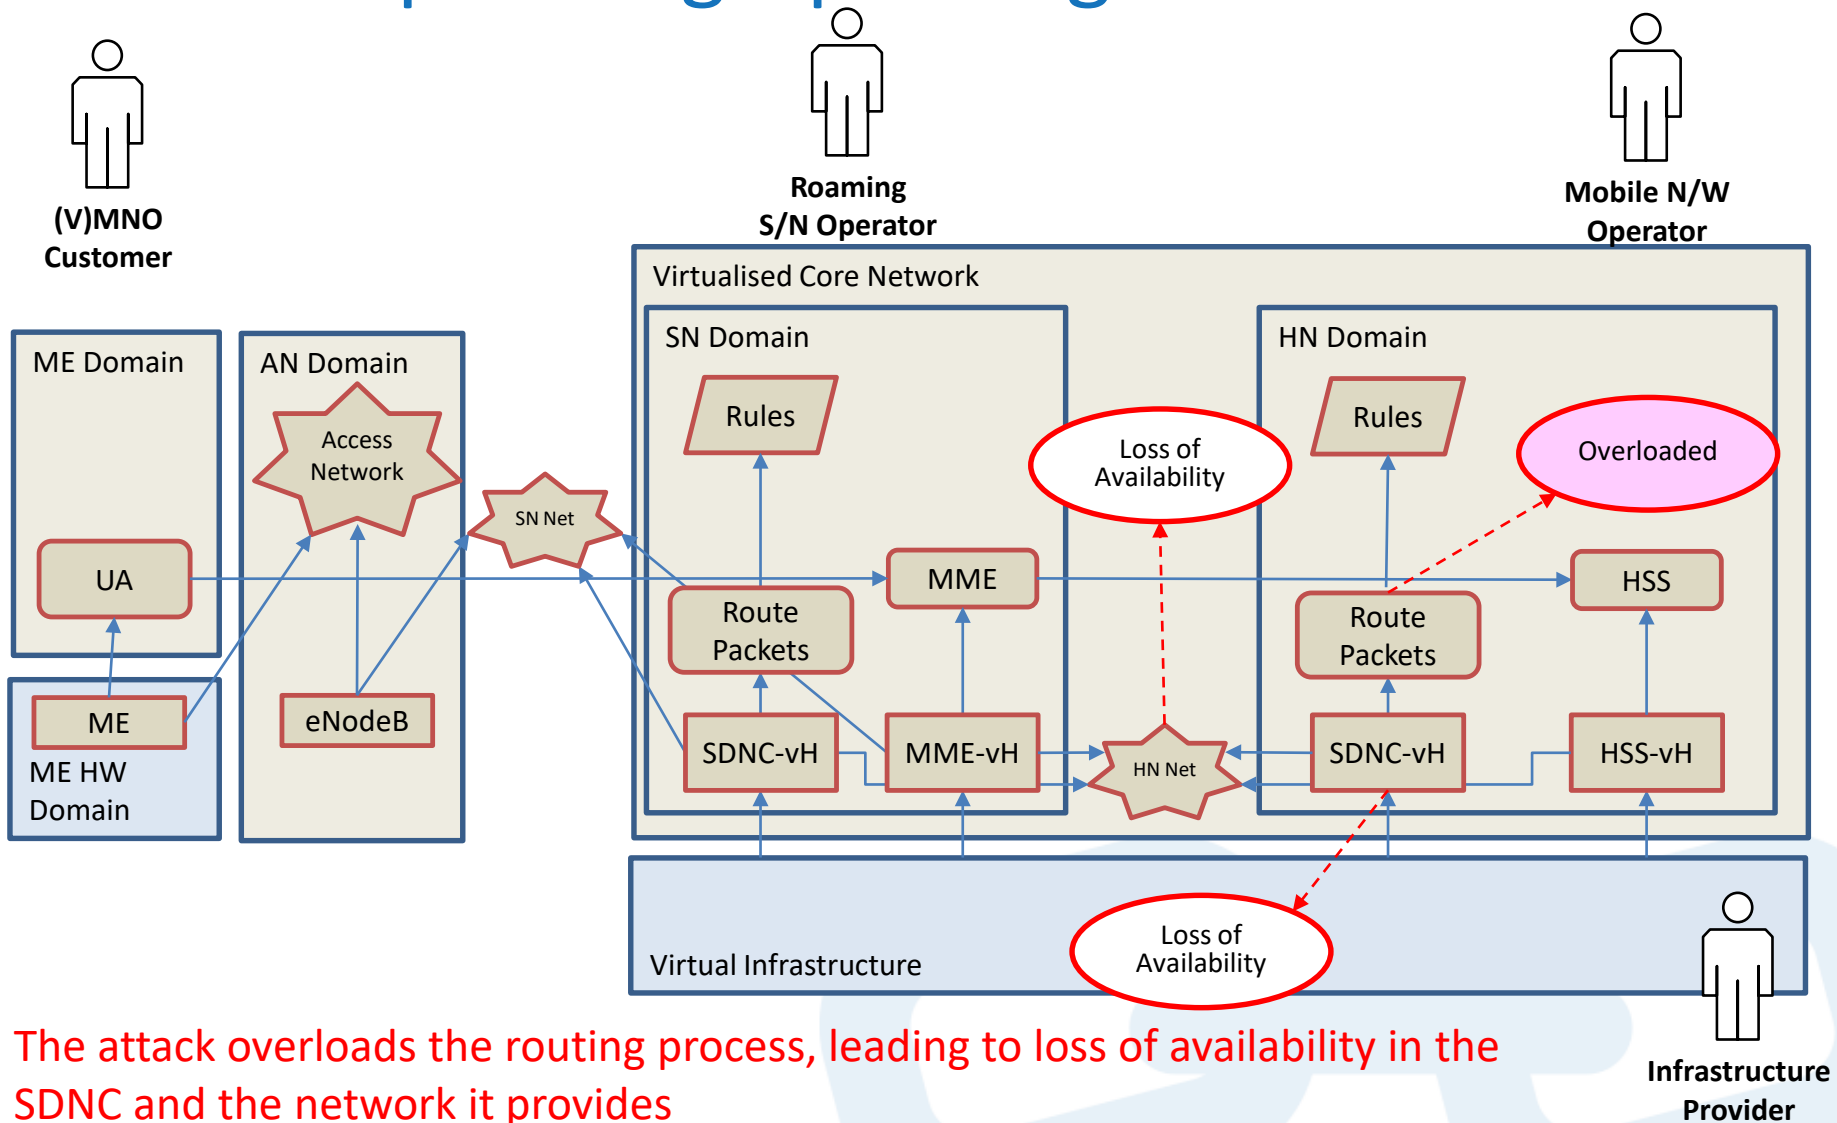 (V)MNO
Customer
Roaming
S/N Operator
Mobile N/W
Operator
Virtualised Core Network
ME Domain
AN Domain
SN Domain
HN Domain
Access
Network
Rules
Loss of
Availability
Rules
Overloaded
SN Net
UA
MME
HSS
Route
Packets
Route
Packets
ME
eNodeB
SDNC-vH
MME-vH
HN Net
SDNC-vH
HSS-vH
ME HW
Domain
Virtual Infrastructure
Loss of
Availability
The attack overloads the routing process, leading to loss of availability in the
SDNC and the network it provides
Infrastructure
Provider